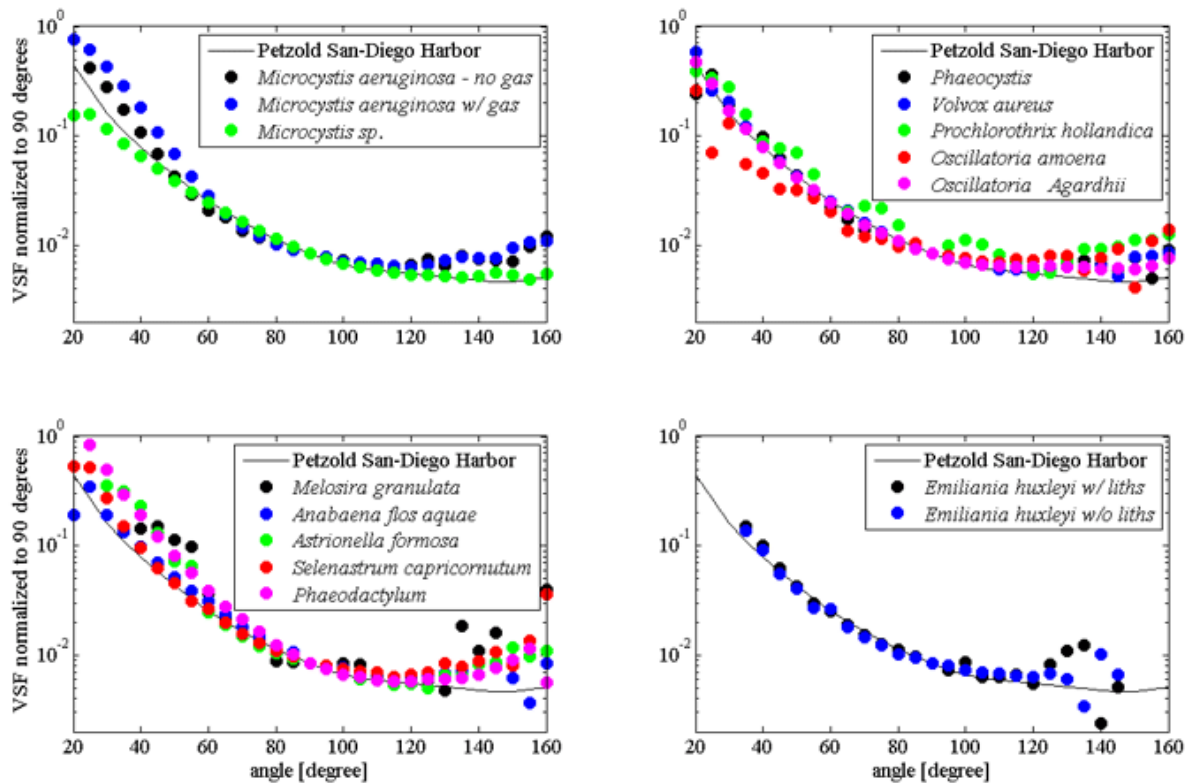 VSF normalized to 90 degrees
10^0
10^-1
10^-2
20 40 60 80 100 120 140 160
Petzold San-Diego Harbor
Microcystis aeruginosa - no gas
Microcystis aeruginosa w/ gas
Microcystis sp.
10^0
10^-1
10^-2
20 40 60 80 100 120 140 160
Petzold San-Diego Harbor
Phaeocystis
Volvox aureus
Prochlorothrix hollandica
Oscillatoria amoena
Oscillatoria Agardhii
VSF normalized to 90 degrees
10^0
10^-1
10^-2
20 40 60 80 100 120 140 160
angle [degree]
Petzold San-Diego Harbor
Melosira granulata
Anabaena flos aquae
Astrionella formosa
Selenastrum capricornutum
Phaeodactylum
10^0
10^-1
10^-2
20 40 60 80 100 120 140 160
angle [degree]
Petzold San-Diego Harbor
Emiliania huxleyi w/ liths
Emiliania huxleyi w/o liths